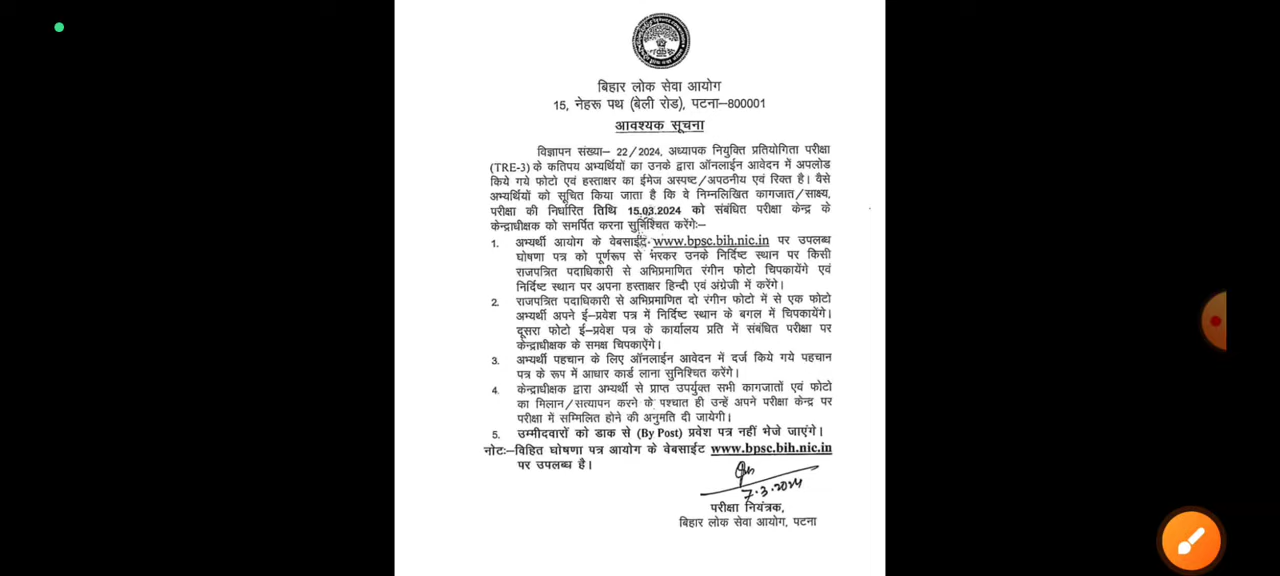 बिहार लोक सेवा आयोग
15, नेहरू पथ (बेली रोड), पटना–800001
आवश्यक सूचना
विज्ञापन संख्या– 22/2024, अध्यापक नियुक्ति प्रतियोगिता परीक्षा
(TRE-3) के कतिपय अभ्यर्थियों का उनके द्वारा ऑनलाईन आवेदन में अपलोड
किये गये फोटो एवं हस्ताक्षर का ईमेज अस्पष्ट/अपठनीय एवं रिक्त है। वैसे
अभ्यर्थियों को सूचित किया जाता है कि वे निम्नलिखित कागजात/साक्ष्य,
परीक्षा की निर्धारित तिथि 15.03.2024 को संबंधित परीक्षा केन्द्र के
केन्द्राधीक्षक को समर्पित करना सुनिश्चित करेंगेः–
1. अभ्यर्थी आयोग के वेबसाईट www.bpsc.bih.nic.in पर उपलब्ध
घोषणा पत्र को पूर्णरूप से भरकर उनके निर्दिष्ट स्थान पर किसी
राजपत्रित पदाधिकारी से अभिप्रमाणित रंगीन फोटो चिपकायेंगे एवं
निर्दिष्ट स्थान पर अपना हस्ताक्षर हिन्दी एवं अंग्रेजी में करेंगे।
2. राजपत्रित पदाधिकारी से अभिप्रमाणित दो रंगीन फोटो में से एक फोटो
अभ्यर्थी अपने ई–प्रवेश पत्र में निर्दिष्ट स्थान के बगल में चिपकायेंगे।
दूसरा फोटो ई–प्रवेश पत्र के कार्यालय प्रति में संबंधित परीक्षा पर
केन्द्राधीक्षक के समक्ष चिपकाऐंगे।
3. अभ्यर्थी पहचान के लिए ऑनलाईन आवेदन में दर्ज किये गये पहचान
पत्र के रूप में आधार कार्ड लाना सुनिश्चित करेंगे।
4. केन्द्राधीक्षक द्वारा अभ्यर्थी से प्राप्त उपर्युक्त सभी कागजातों एवं फोटो
का मिलान/सत्यापन करने के पश्चात ही उन्हें अपने परीक्षा केन्द्र पर
परीक्षा में सम्मिलित होने की अनुमति दी जायेगी।
5. उम्मीदवारों को डाक से (By Post) प्रवेश पत्र नहीं भेजे जाएंगे।
नोटः–विहित घोषणा पत्र आयोग के वेबसाईट www.bpsc.bih.nic.in
पर उपलब्ध है।
7.3.2024
परीक्षा नियंत्रक,
बिहार लोक सेवा आयोग, पटना